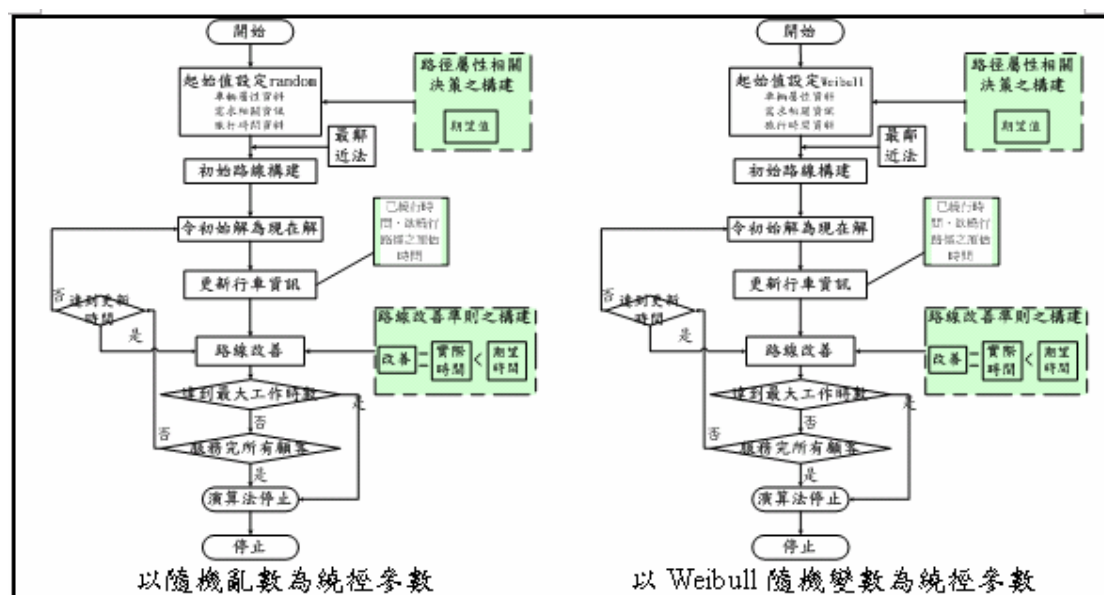 開始
起始值設定random
車輛屬性資料
需求相關資訊
旅行時間資料
路徑屬性相關
決策之構建
期望值
最鄰
近法
初始路線構建
令初始解為現在解
已繞行時
間、欲繞行
路徑之預估
時間
更新行車資訊
達到更新
時間
否
是
路線改善
路線改善準則之構建
改善
=
實際
時間
<
期望
時間
達到最大工作時數
是
否
服務完所有顧客
否
是
演算法停止
停止
以隨機亂數為繞徑參數
開始
起始值設定Weibull
車輛屬性資料
需求相關資訊
旅行時間資料
路徑屬性相關
決策之構建
期望值
最鄰
近法
初始路線構建
令初始解為現在解
已繞行時
間、欲繞行
路徑之預估
時間
更新行車資訊
達到更新
時間
否
是
路線改善
路線改善準則之構建
改善
=
實際
時間
<
期望
時間
達到最大工作時數
是
否
服務完所有顧客
否
是
演算法停止
停止
以 Weibull 隨機變數為繞徑參數